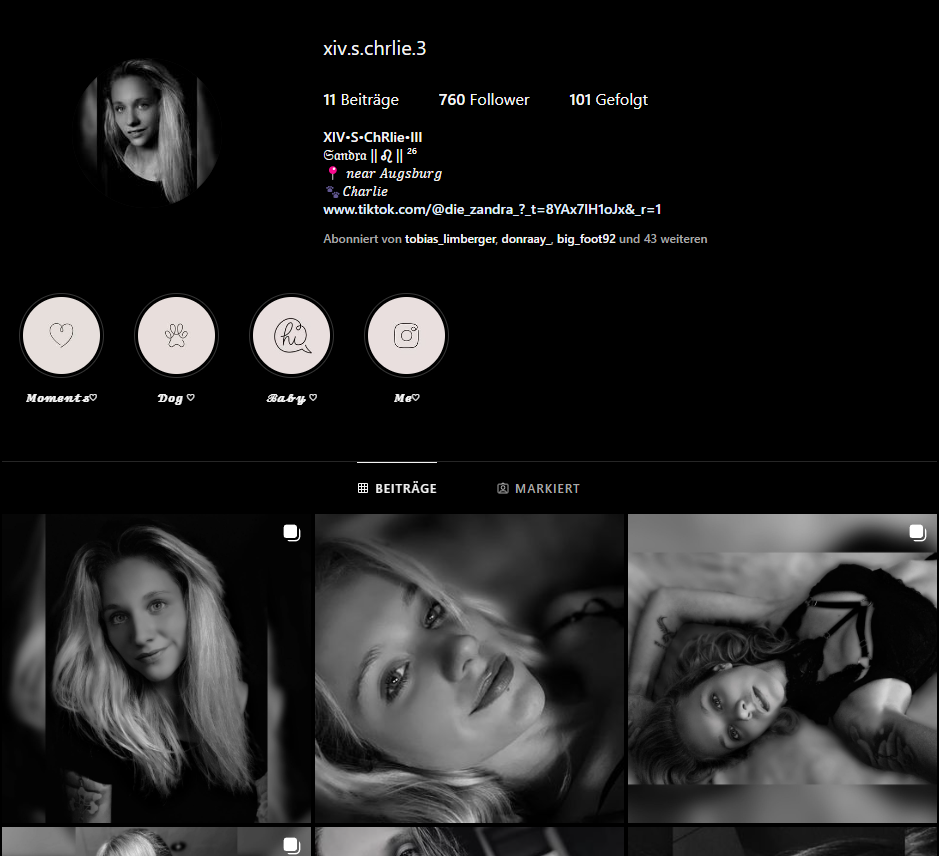 xiv.s.chrlie.3
11 Beiträge 760 Follower 101 Gefolgt
XIV•S•ChRlie•III
𝔖𝔞𝔫𝔡𝔯𝔞 || ♌︎ || ²⁶
📍 𝘯𝘦𝘢𝘳 𝘈𝘶𝘨𝘴𝘣𝘶𝘳𝘨
🐾 𝘊𝘩𝘢𝘳𝘭𝘪𝘦
www.tiktok.com/@die_zandra_?_t=8YAx7lH1oJx&_r=1
Abonniert von tobias_limberger, donraay_, big_foot92 und 43 weiteren
hi
𝓜𝓸𝓶𝓮𝓷𝓽𝓼♡ 𝓓𝓸𝓰 ♡ 𝓑𝓪𝓫𝔂 ♡ 𝓜𝓮♡
BEITRÄGE MARKIERT